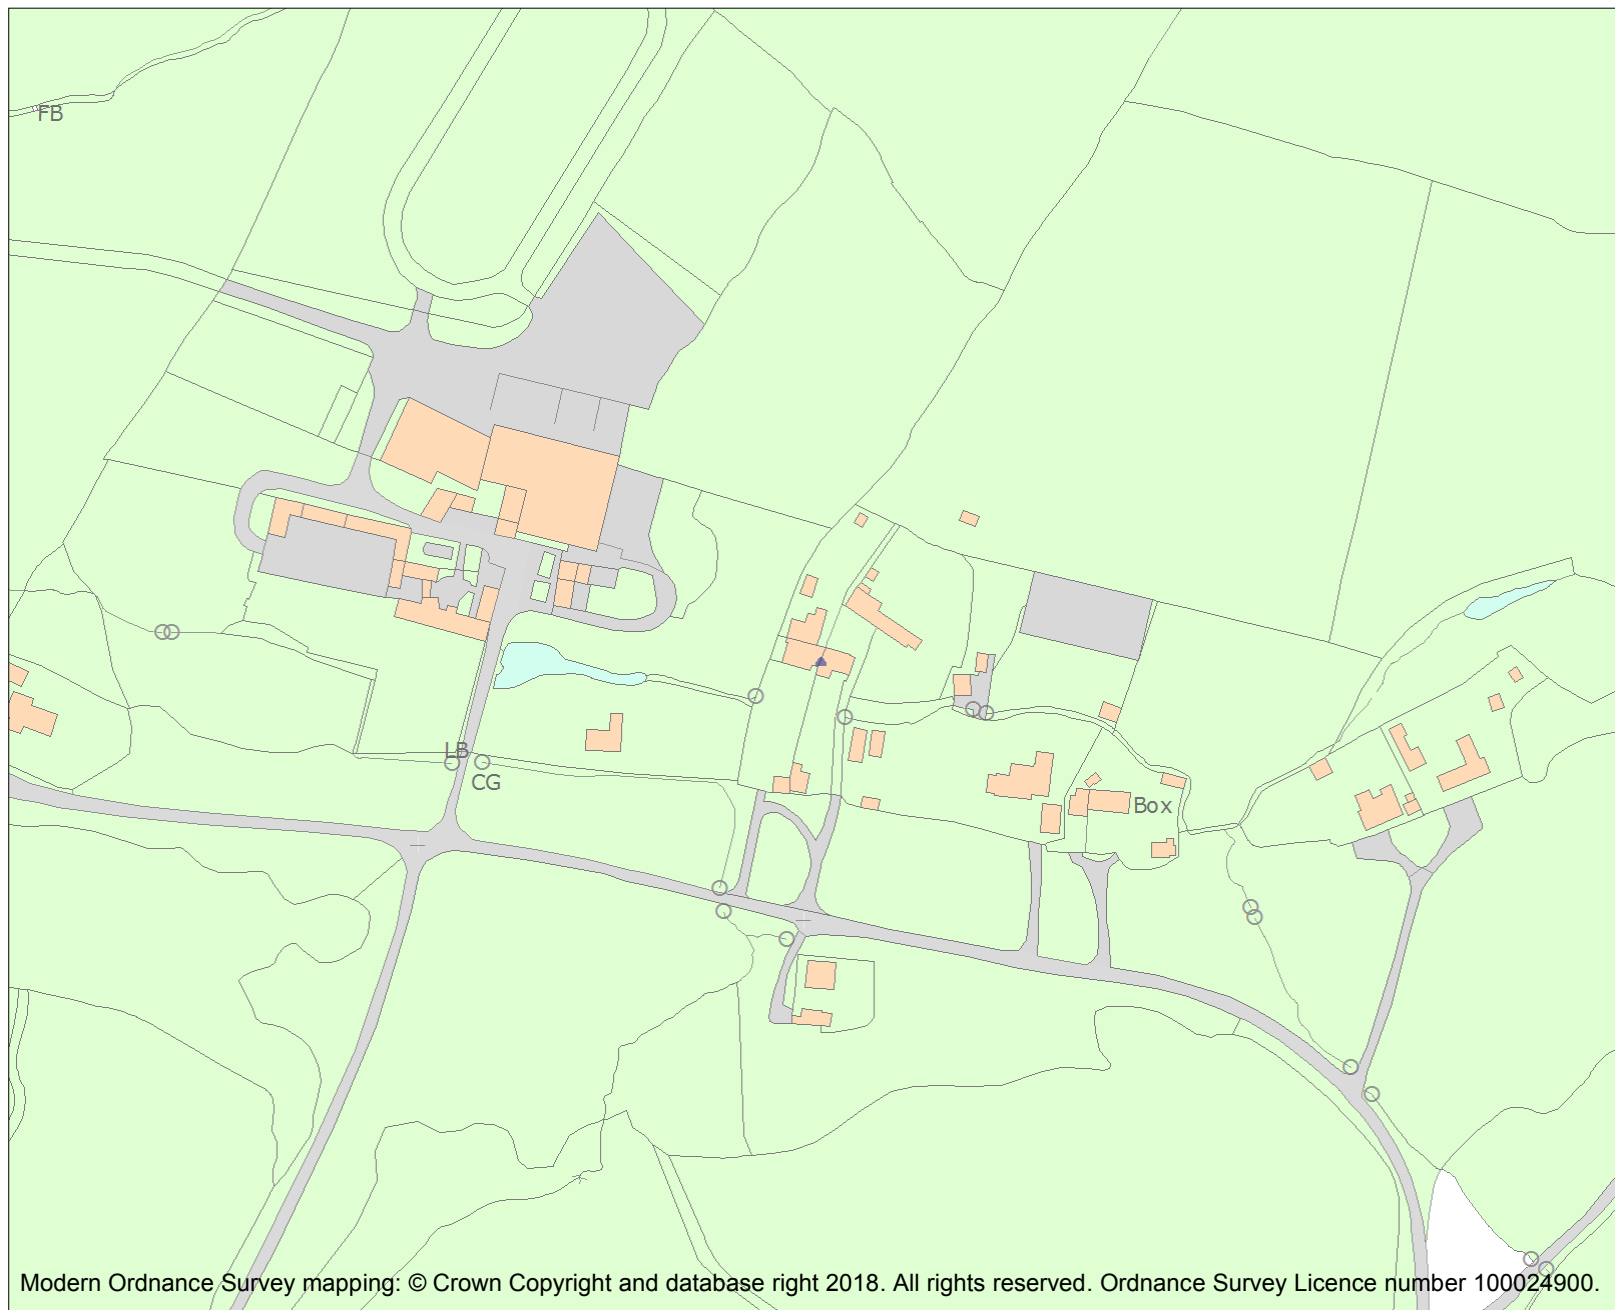 FB
LB
CG
Box
Modern Ordnance Survey mapping: © Crown Copyright and database right 2018. All rights reserved. Ordnance Survey Licence number 100024900.